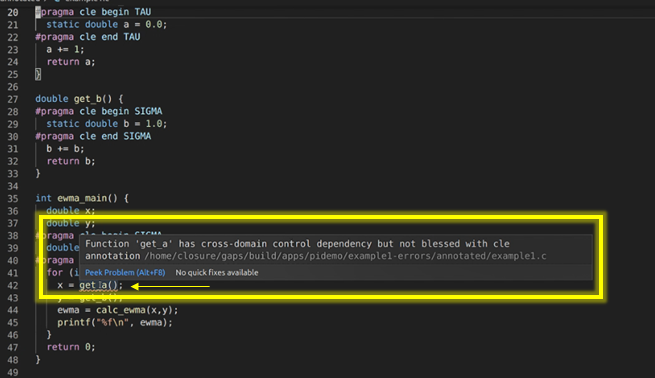 20 #pragma cle begin TAU
21 static double a = 0.0;
22 #pragma cle end TAU
23 a += 1;
24 return a;
25 }
26
27 double get_b() {
28 #pragma cle begin SIGMA
29 static double b = 1.0;
30 #pragma cle end SIGMA
31 b += b;
32 return b;
33 }
34
35 int ewma_main() {
36 double x;
37 double y;
38 #pragma cle begin SIGMA
39 double
Function 'get_a' has cross-domain control dependency but not blessed with cle
40 #pragma
annotation /home/closure/gaps/build/apps/pidemo/example1-errors/annotated/example1.c
41 for (i
Peek Problem (Alt+F8) No quick fixes available
42 x = get_a();
43 y = get_b();
44 ewma = calc_ewma(x,y);
45 printf("%f\n", ewma);
46 }
47 return 0;
48 }
49